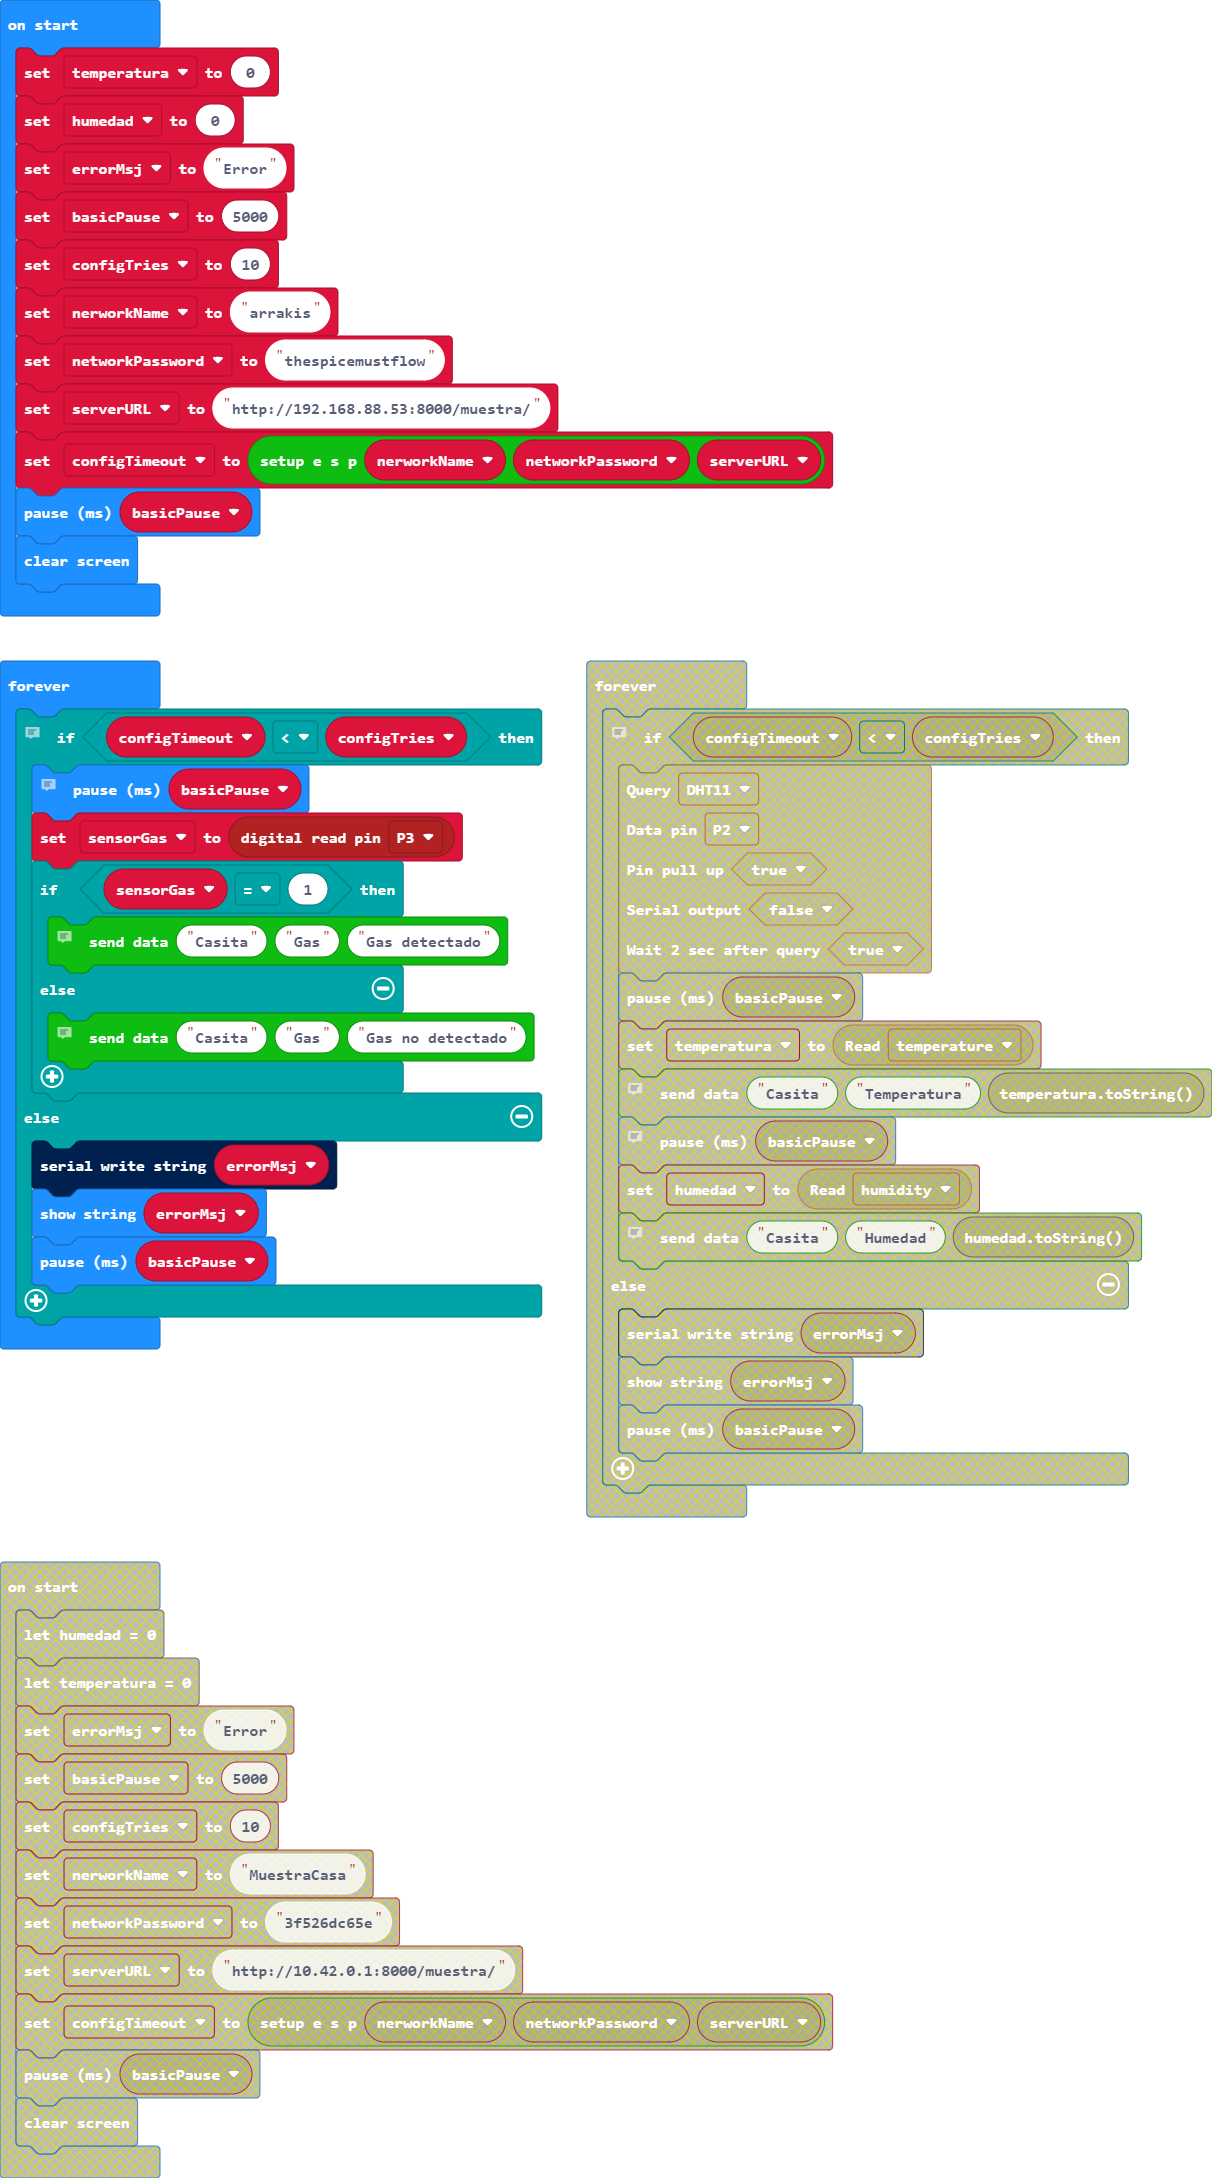 on start
set temperatura to 0
set humedad to 0
set errorMsj to "Error"
set basicPause to 5000
set configTries to 10
set nerworkName to "arrakis"
set networkPassword to "thespicemustflow"
set serverURL to "http://192.168.88.53:8000/muestra/"
set configTimeout to setup e s p nerworkName networkPassword serverURL
pause (ms) basicPause
clear screen
forever
if configTimeout < configTries then
pause (ms) basicPause
set sensorGas to digital read pin P3
if sensorGas = 1 then
send data "Casita" "Gas" "Gas detectado"
else
send data "Casita" "Gas" "Gas no detectado"
else
serial write string errorMsj
show string errorMsj
pause (ms) basicPause
forever
if configTimeout < configTries then
Query DHT11
Data pin P2
Pin pull up true
Serial output false
Wait 2 sec after query true
pause (ms) basicPause
set temperatura to Read temperature
send data "Casita" "Temperatura" temperatura.toString()
pause (ms) basicPause
set humedad to Read humidity
send data "Casita" "Humedad" humedad.toString()
else
serial write string errorMsj
show string errorMsj
pause (ms) basicPause
on start
let humedad = 0
let temperatura = 0
set errorMsj to "Error"
set basicPause to 5000
set configTries to 10
set nerworkName to "MuestraCasa"
set networkPassword to "3f526dc65e"
set serverURL to "http://10.42.0.1:8000/muestra/"
set configTimeout to setup e s p nerworkName networkPassword serverURL
pause (ms) basicPause
clear screen